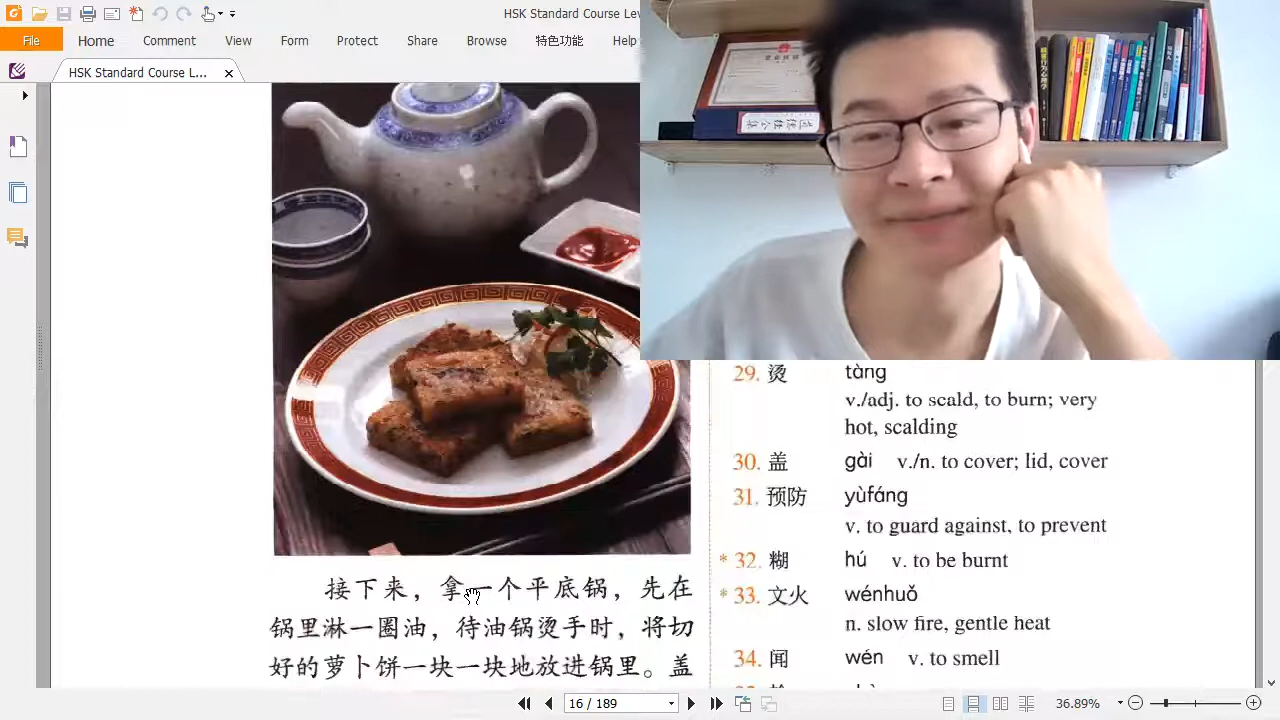 HSK Standard Course Lev
File Home Comment View Form Protect Share Browse 特色功能 Help
HSK Standard Course L...
29. 烫 tàng
v./adj. to scald, to burn; very
hot, scalding
30. 盖 gài v./n. to cover; lid, cover
31. 预防 yùfáng
v. to guard against, to prevent
* 32. 糊 hú v. to be burnt
* 33. 文火 wénhuǒ
n. slow fire, gentle heat
34. 闻 wén v. to smell
接下来，拿一个平底锅，先在
锅里淋一圈油，待油锅烫手时，将切
好的萝卜饼一块一块地放进锅里。盖
16 / 189
36.89%